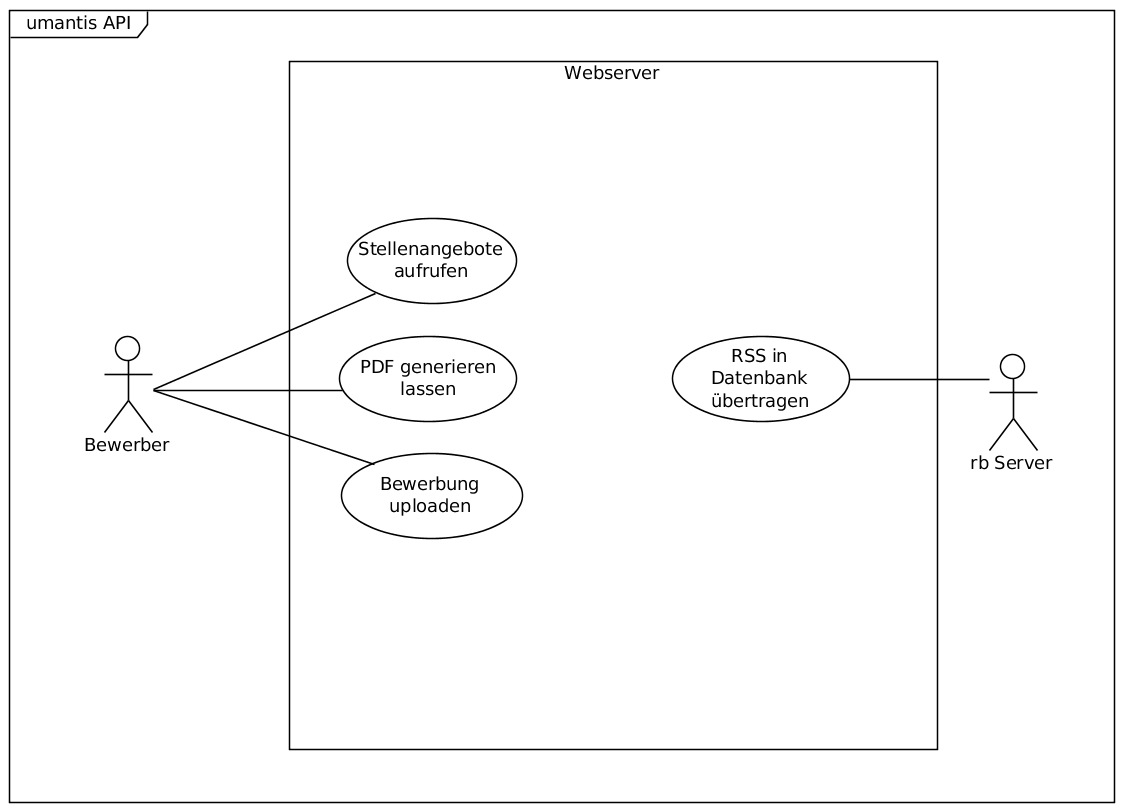 umantis API
Webserver
Stellenangebote
aufrufen
PDF generieren
lassen
Bewerbung
uploaden
RSS in
Datenbank
übertragen
Bewerber
rb Server